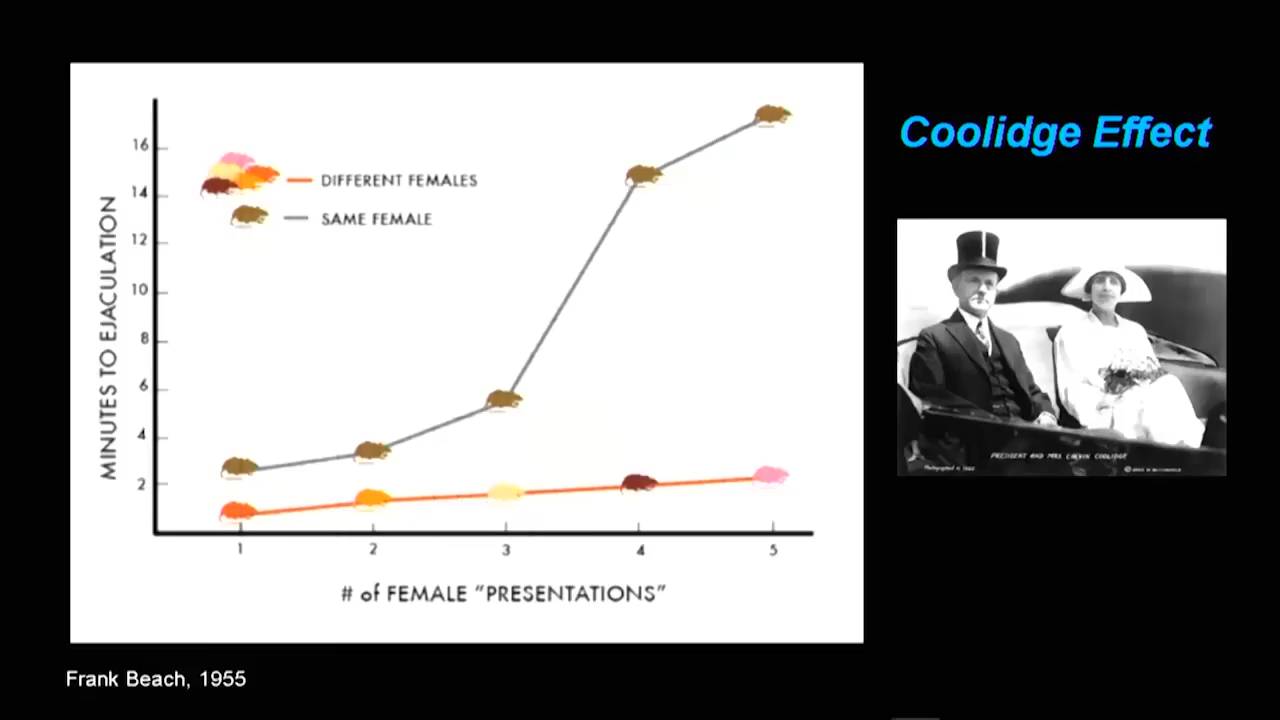 Coolidge Effect
16
14
12
10
8
6
4
2
MINUTES TO EJACULATION
DIFFERENT FEMALES
SAME FEMALE
1 2 3 4 5
# of FEMALE "PRESENTATIONS"
PRESIDENT AND MRS. CALVIN COOLIDGE
Frank Beach, 1955